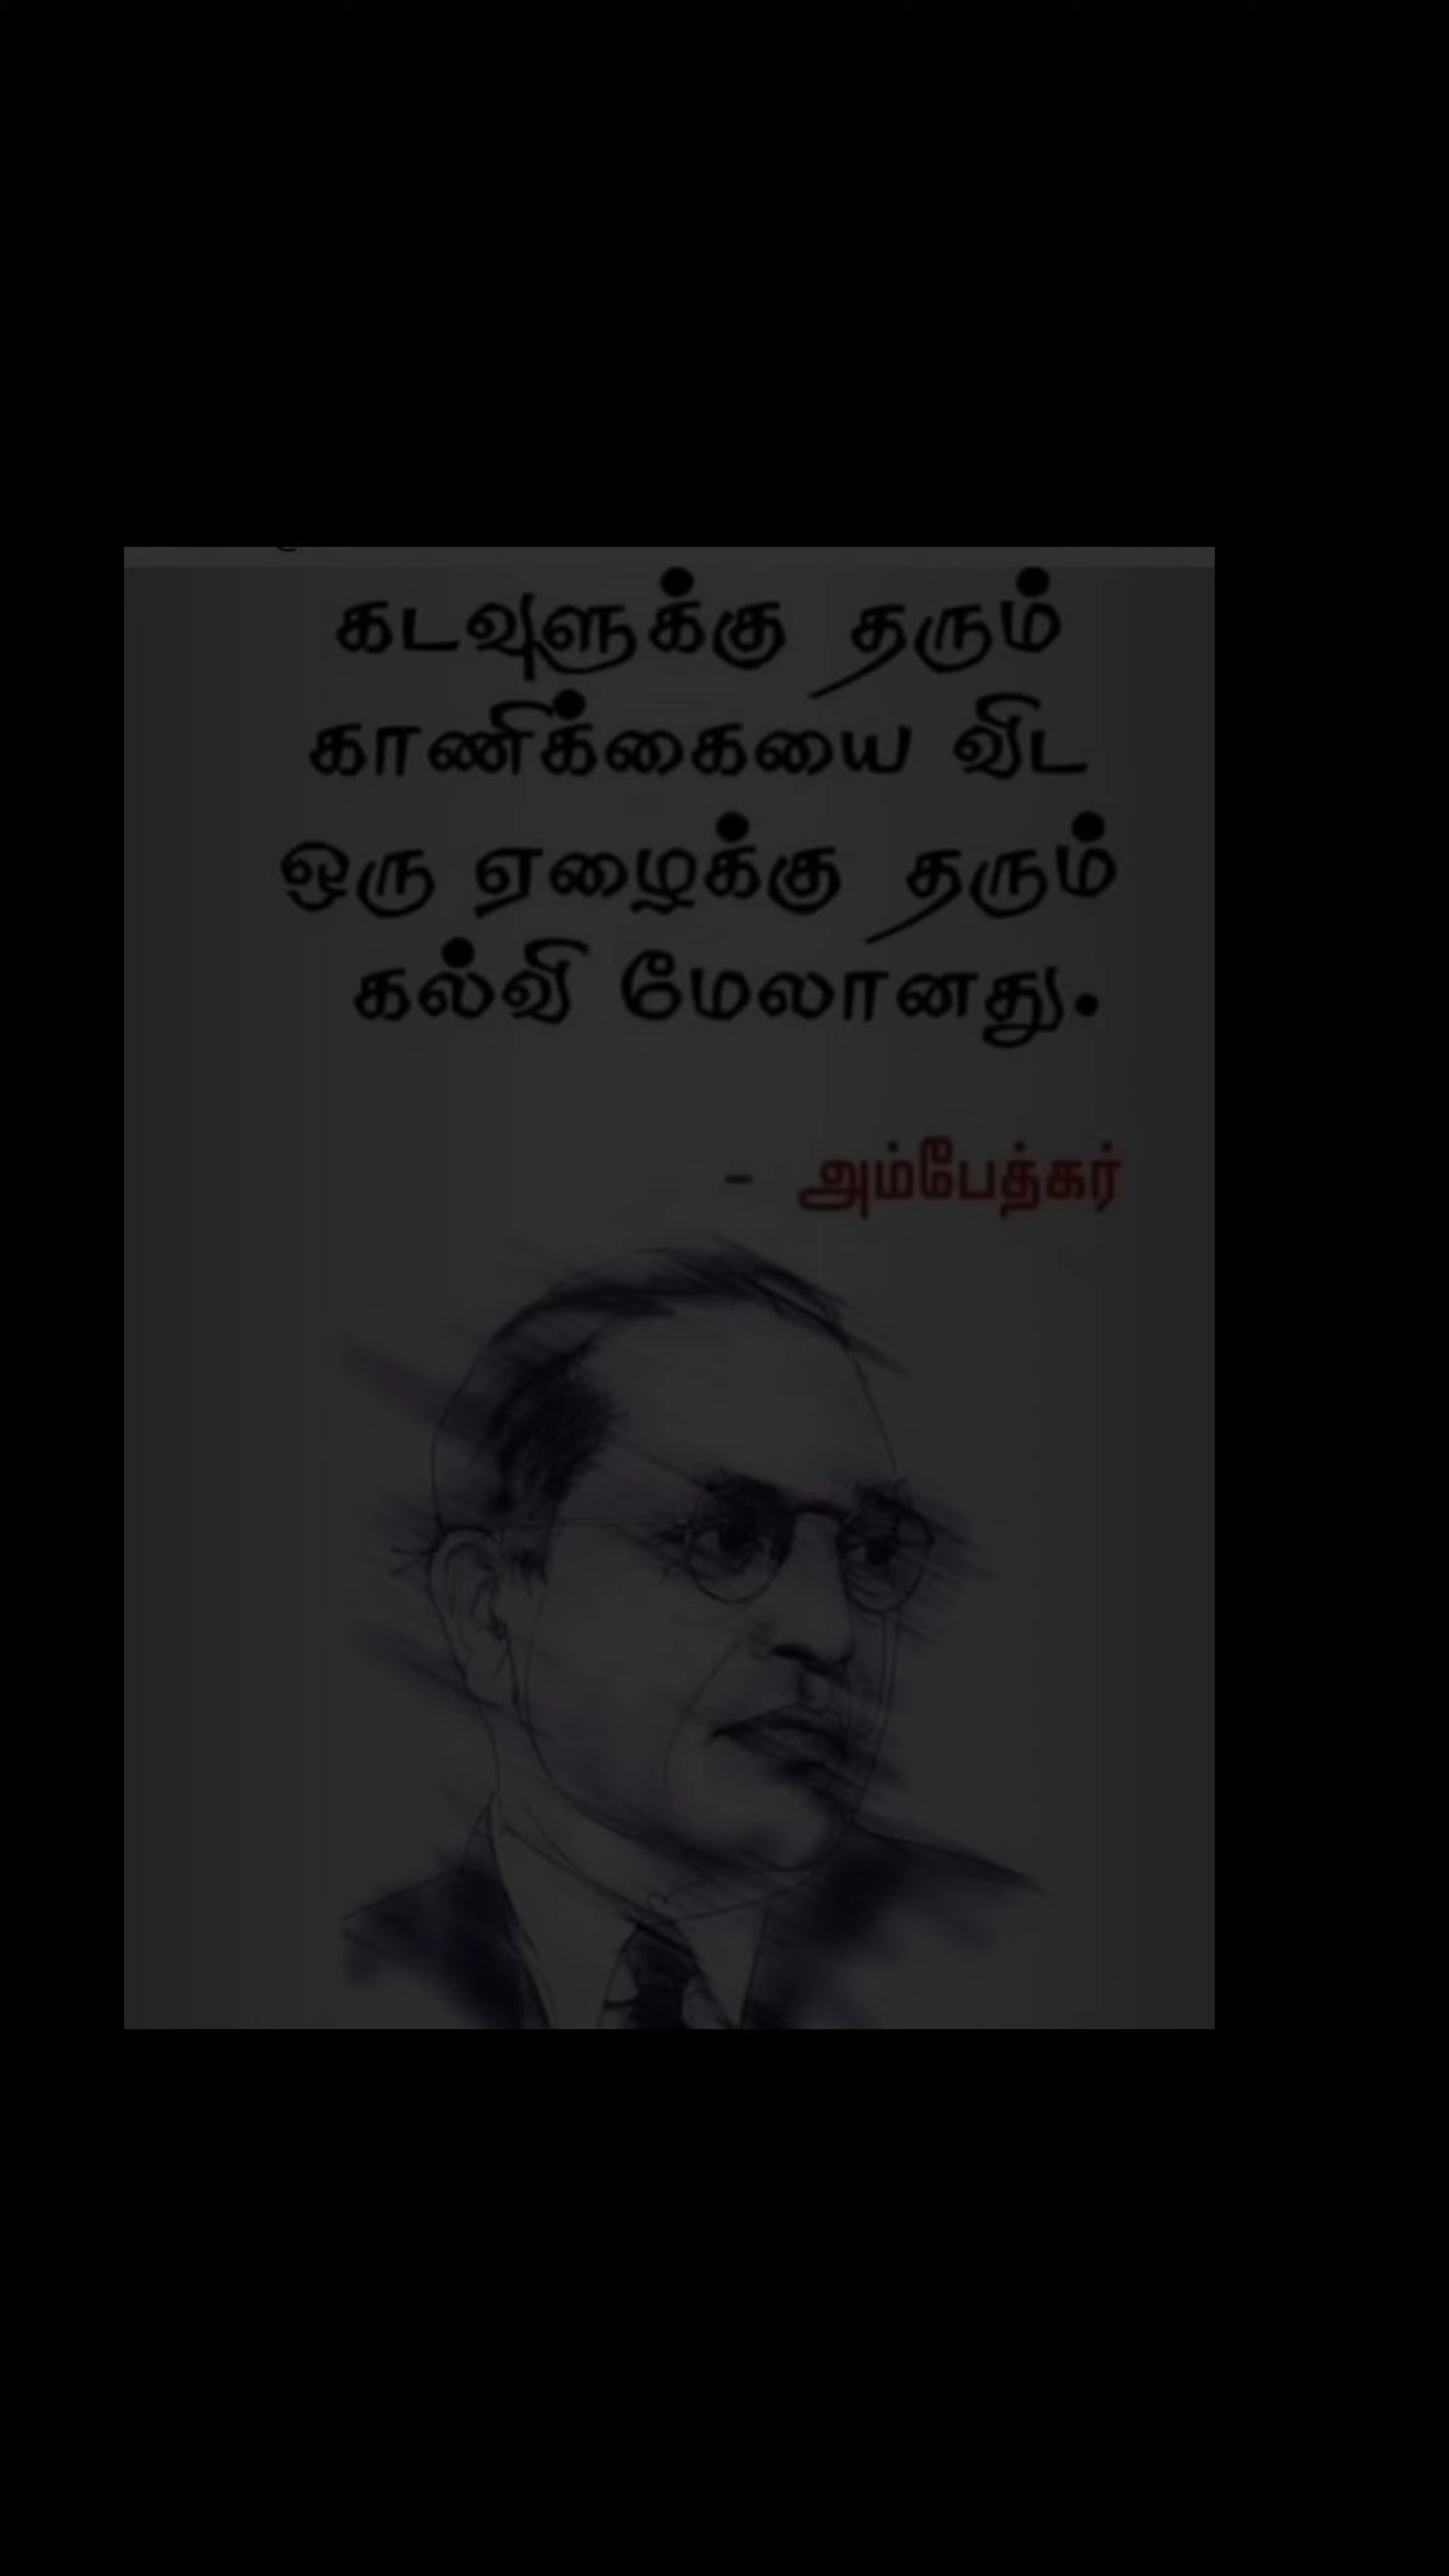 கடவுளுக்கு தரும்
காணிக்கையை விட
ஒரு ஏழைக்கு தரும்
கல்வி மேலானது.
- அம்பேத்கர்